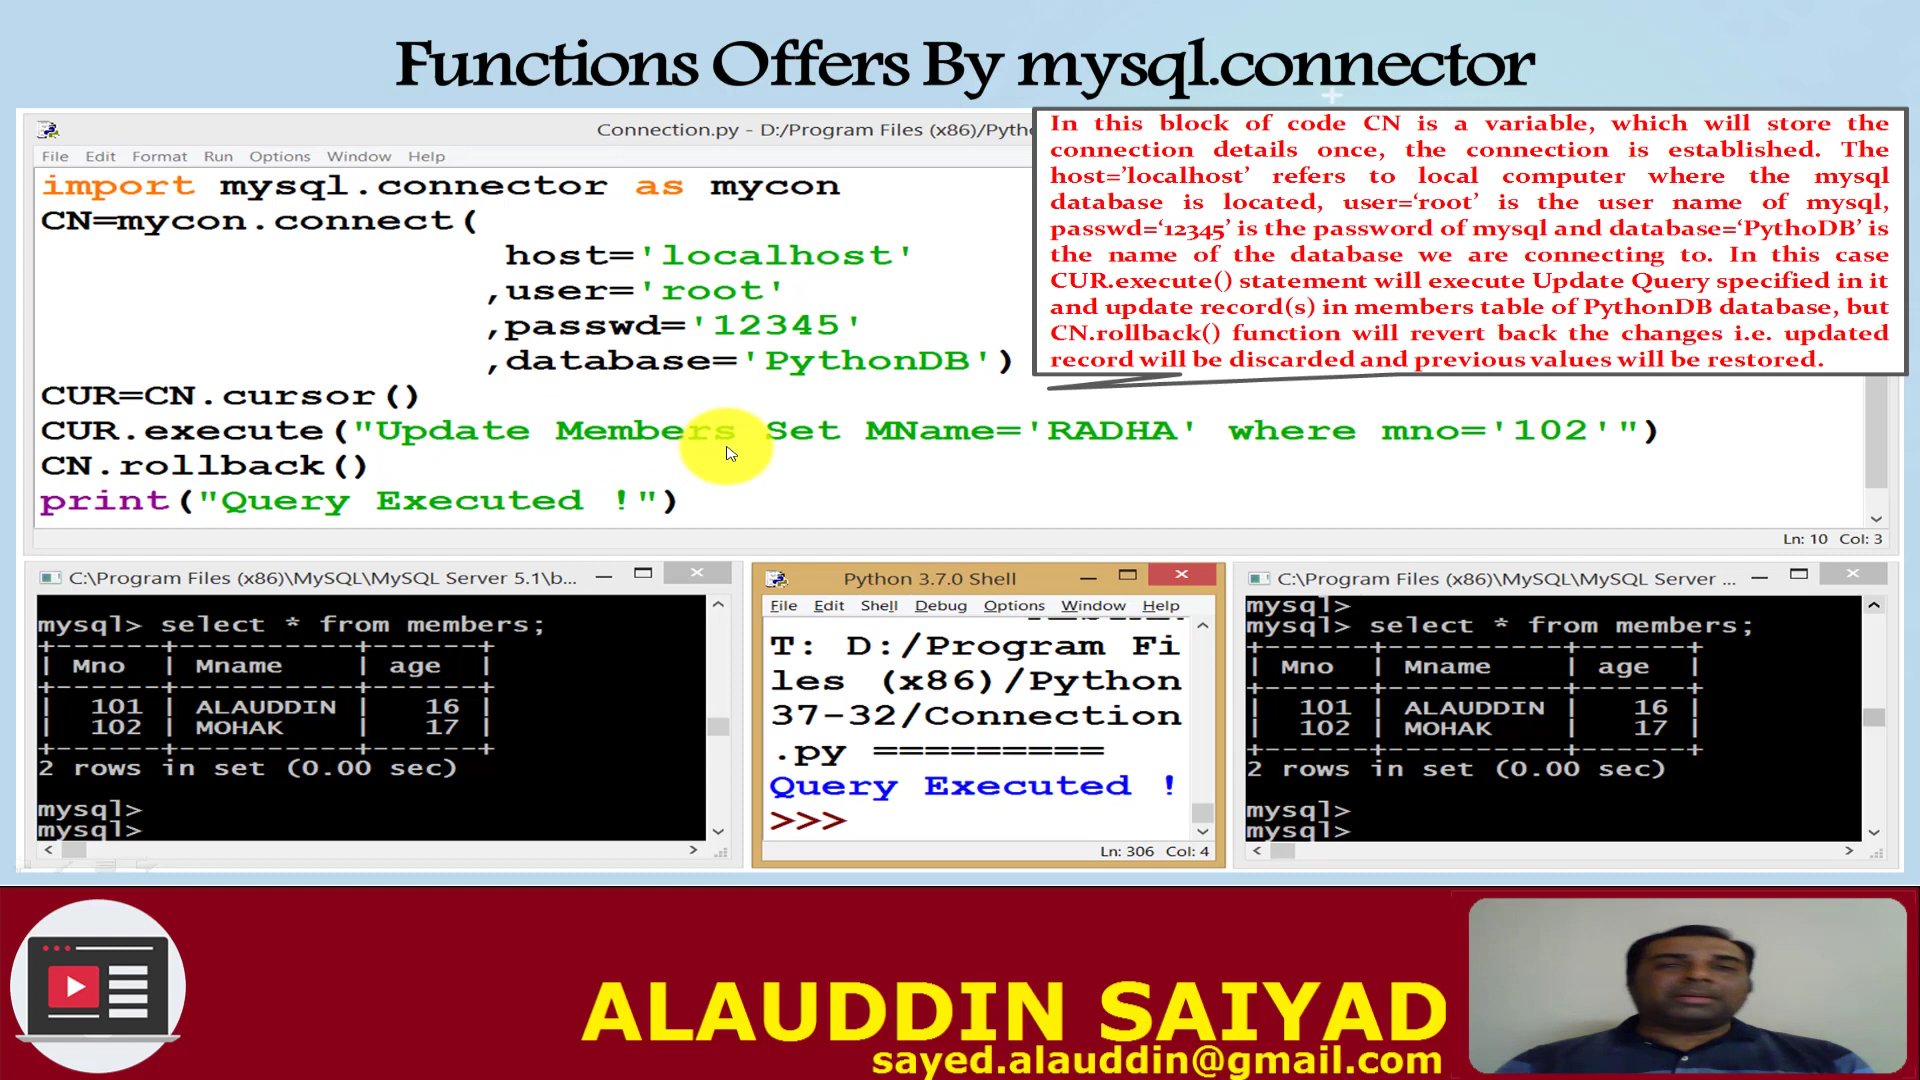 Functions Offers By mysql.connector
Connection.py - D:/Program Files (x86)/Pytho
File Edit Format Run Options Window Help
import mysql.connector as mycon
CN=mycon.connect(
host='localhost'
,user='root'
,passwd='12345'
,database='PythonDB')
CUR=CN.cursor()
CUR.execute("Update Members Set MName='RADHA' where mno='102'")
CN.rollback()
print("Query Executed !")
Ln: 10 Col: 3
In this block of code CN is a variable, which will store the
connection details once, the connection is established. The
host='localhost' refers to local computer where the mysql
database is located, user='root' is the user name of mysql,
passwd='12345' is the password of mysql and database='PythoDB' is
the name of the database we are connecting to. In this case
CUR.execute() statement will execute Update Query specified in it
and update record(s) in members table of PythonDB database, but
CN.rollback() function will revert back the changes i.e. updated
record will be discarded and previous values will be restored.
C:\Program Files (x86)\MySQL\MySQL Server 5.1\b...
mysql> select * from members;
| Mno | Mname | age |
| 101 | ALAUDDIN | 16 |
| 102 | MOHAK | 17 |
2 rows in set (0.00 sec)
mysql>
mysql>
Python 3.7.0 Shell
File Edit Shell Debug Options Window Help
T: D:/Program Fi
les (x86)/Python
37-32/Connection
.py =========
Query Executed !
>>>
Ln: 306 Col: 4
C:\Program Files (x86)\MySQL\MySQL Server ...
mysql>
mysql> select * from members;
| Mno | Mname | age |
| 101 | ALAUDDIN | 16 |
| 102 | MOHAK | 17 |
2 rows in set (0.00 sec)
mysql>
mysql>
ALAUDDIN SAIYAD
sayed.alauddin@gmail.com